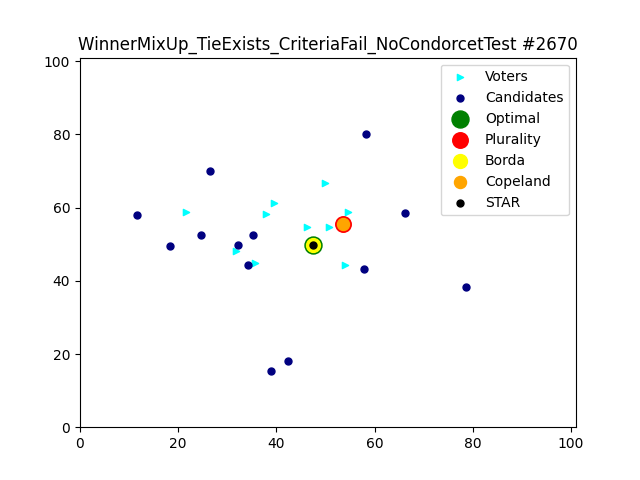 WinnerMixUp_TieExists_CriteriaFail_NoCondorcetTest #2670
100
80
60
40
20
0
Voters
Candidates
Optimal
Plurality
Borda
Copeland
STAR
0 20 40 60 80 100